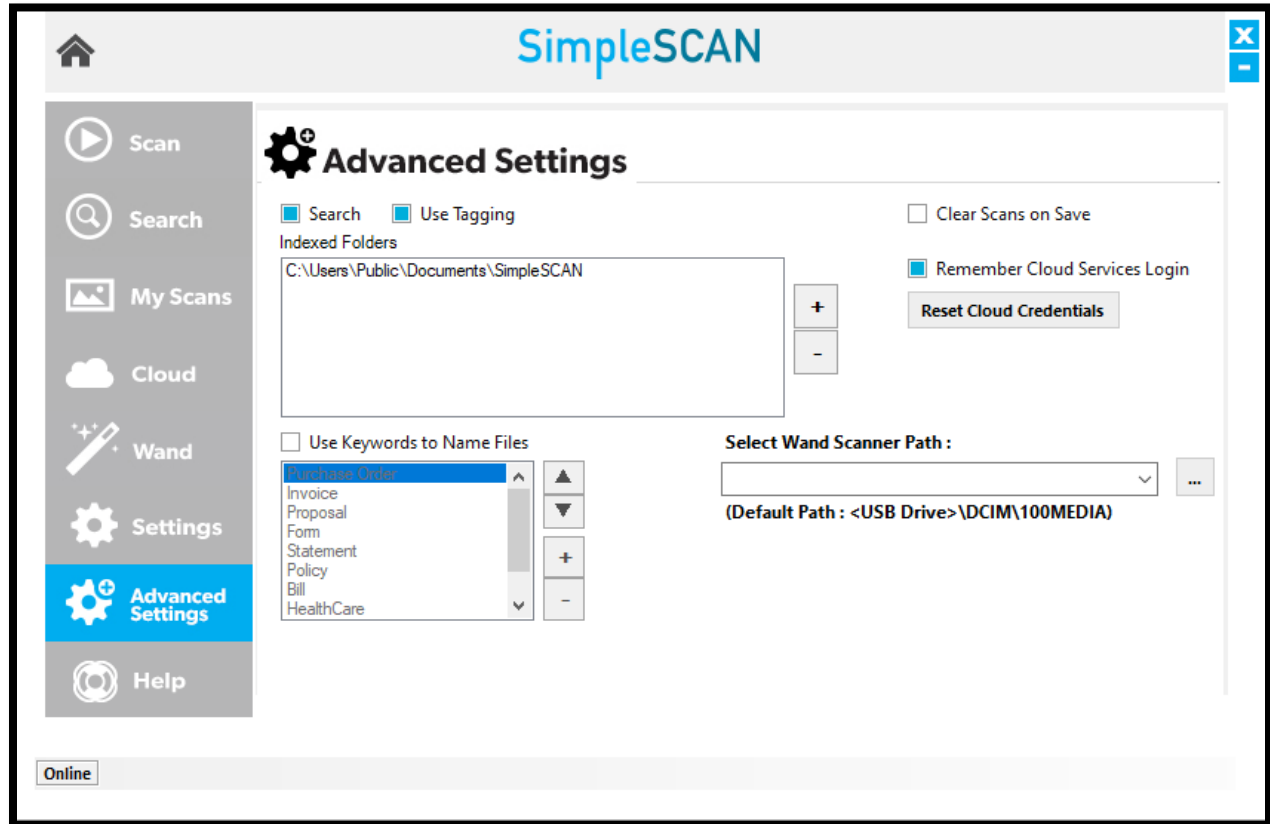 SimpleSCAN
X
-
Scan
Search
My Scans
Cloud
Wand
Settings
Advanced
Settings
Help
Advanced Settings
Search
Use Tagging
Clear Scans on Save
Indexed Folders
C:\Users\Public\Documents\SimpleSCAN
+
-
Remember Cloud Services Login
Reset Cloud Credentials
Use Keywords to Name Files
Purchase Order
Invoice
Proposal
Form
Statement
Policy
Bill
HealthCare
+
-
Select Wand Scanner Path :
...
(Default Path : <USB Drive>\DCIM\100MEDIA)
Online